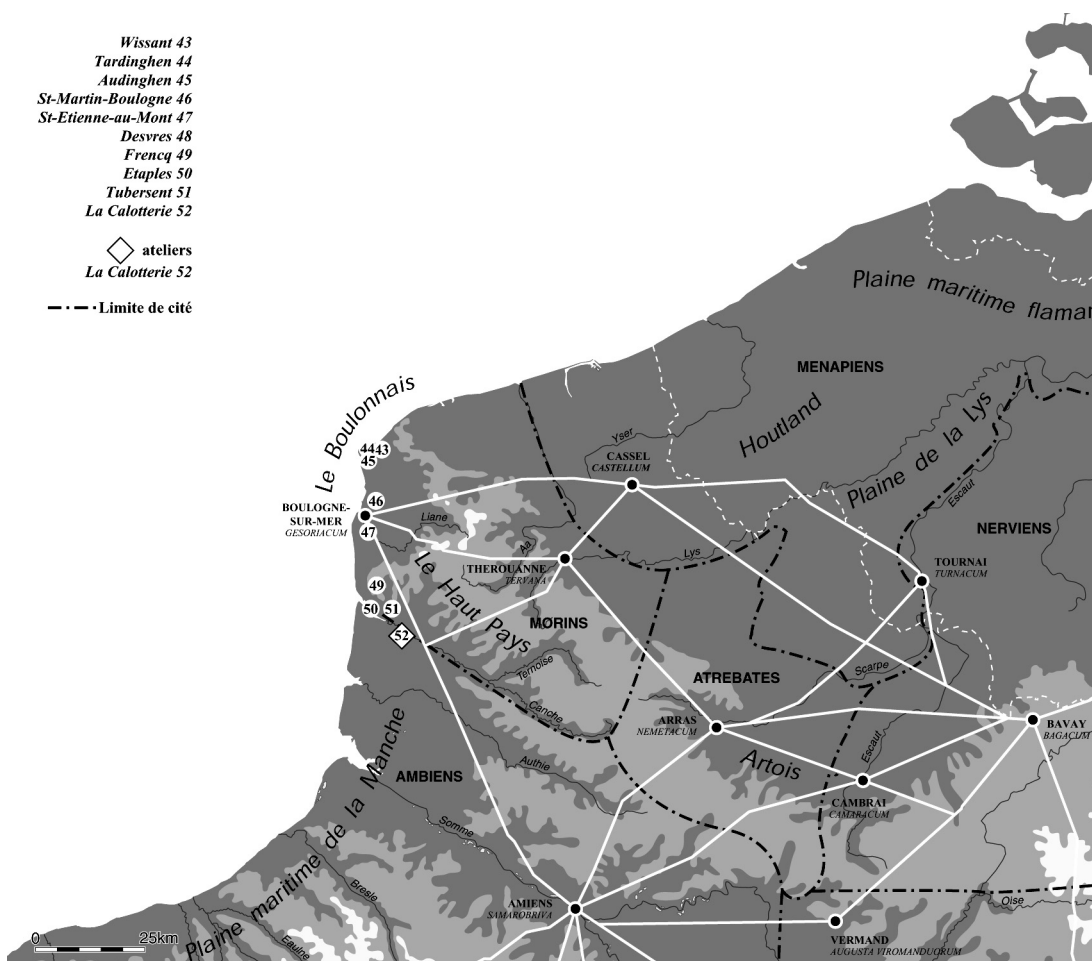 Wissant 43
Tardinghen 44
Audinghen 45
St-Martin-Boulogne 46
St-Etienne-au-Mont 47
Desvres 48
Frencq 49
Etaples 50
Tubersent 51
La Calotterie 52
ateliers
La Calotterie 52
Limite de cité
Plaine maritime flamar
MENAPIENS
Houtland
Plaine de la Lys
Le Boulonnais
Yser
CASSEL
CASTELLUM
Escaut
44 43
45
46
BOULOGNE-
SUR-MER
GESORIACUM
47
Liane
Aa
Lys
NERVIENS
THEROUANNE
TERVANA
TOURNAI
TURNACUM
Le Haut Pays
49
50
51
52
MORINS
Ternoise
Canche
ATREBATES
Scarpe
ARRAS
NEMETACUM
BAVAY
BAGACUM
Artois
Escaut
AMBIENS
Authie
CAMBRAI
CAMARACUM
Plaine maritime de la Manche
Somme
Bresle
Eaulne
AMIENS
SAMAROBRIVA
Oise
VERMAND
AUGUSTA VIROMANDUORUM
0
25km